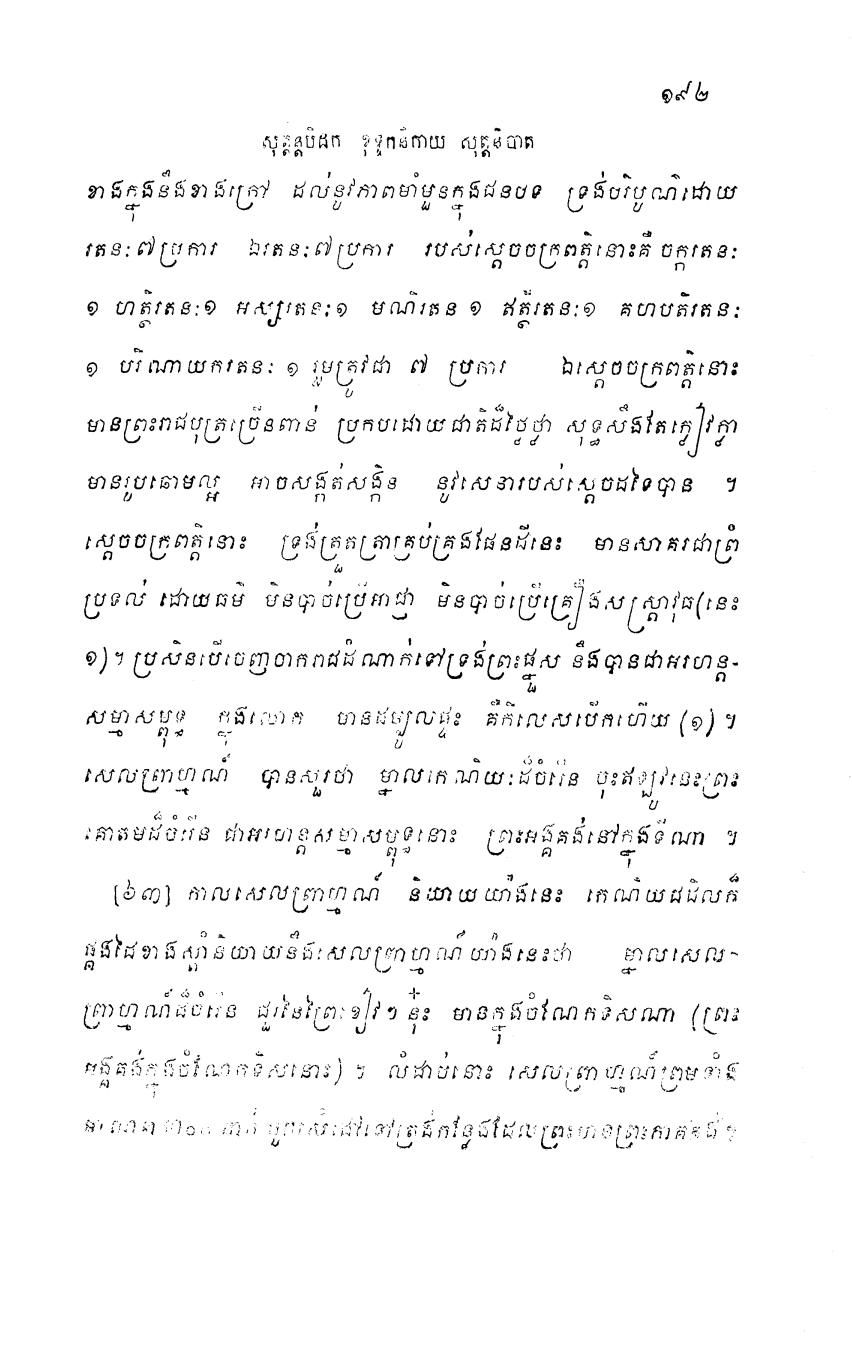 ១៩២
សុត្តន្តបិដក ខុទ្ទកនិកាយ សុត្តនិបាត
ខាងក្នុងនឹងខាងក្រៅ ដល់នូវភាពមាំមួនក្នុងជនបទ ទ្រង់បរិបូណ៌ដោយ
រតនៈ៧ប្រការ ឯរតនៈ៧ប្រការ របស់ស្តេចចក្រពត្តិនោះគឺ ចក្ករតនៈ
១ ហត្ថិរតនៈ១ អស្សរតនៈ១ មណិរតន ១ ឥត្ថីរតនៈ១ គហបតិរតនៈ
១ បរិណាយករតនៈ ១ រួមត្រូវជា ៧ ប្រការ ឯស្តេចចក្រពត្តិនោះ
មានព្រះរាជបុត្រច្រើនពាន់ ប្រកបដោយជាតិដ៏ថ្លៃថ្លា សុទ្ធសឹងតែក្លៀវក្លា
មានរូបឆោមល្អ អាចសង្កត់សង្កិន នូវសេនារបស់ស្តេចដទៃបាន ។
ស្តេចចក្រពត្តិនោះ ទ្រង់ត្រួតត្រាគ្រប់គ្រងផែនដីនេះ មានសាគរជាព្រំ
ប្រទល់ ដោយធម៌ មិនបាច់ប្រើអាជ្ញា មិនបាច់ប្រើគ្រឿងសស្ត្រាវុធ(នេះ
១)។ ប្រសិនបើចេញចាករាជដំណាក់ទៅទ្រង់ព្រះផ្នួស នឹងបានជាអរហន្ត-
សម្មាសម្ពុទ្ធ ក្នុងលោក មានដម្បូលផ្ទះ គឺកិលេសបើកហើយ (១) ។
សេលព្រាហ្មណ៍ បានសួរថា ម្នាលកេណិយៈដ៏ចំរើន ចុះឥឡូវនេះព្រះ
គោតមដ៏ចំរើន ជាអរហន្តសម្មាសម្ពុទ្ធនោះ ព្រះអង្គគង់នៅក្នុងទីណា ។
[៦៣] កាលសេលព្រាហ្មណ៍ និយាយយ៉ាងនេះ កេណិយជដិលក៏
ផ្គងដៃខាងស្តាំនិយាយនឹងសេលព្រាហ្មណ៍យ៉ាងនេះថា ម្នាលសេល-
ព្រាហ្មណ៍ដ៏ចំរើន ជួរនៃព្រៃខៀវៗ នុ៎ះ មានក្នុងចំណែកទិសណា (ព្រះ
អង្គគង់ក្នុងចំណែកទិសនោះ) ។ លំដាប់នោះ សេលព្រាហ្មណ៍ព្រមទាំង
ចូលសំដៅទៅត្រង់កន្លែងដែលព្រះមានព្រះភាគគង់ ។